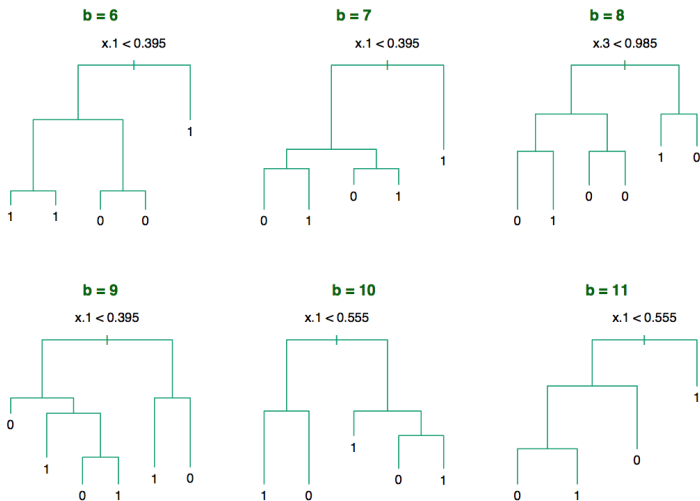 b = 6
b = 7
b = 8
x.1 < 0.395
x.1 < 0.395
x.3 < 0.985
1
1
1 0
1 1 0 0
0 1
0 1
0 0
0 1
b = 9
b = 10
b = 11
x.1 < 0.395
x.1 < 0.555
x.1 < 0.555
0
1
0 1
1 0
1 0
1
0 1
1
0
0 1